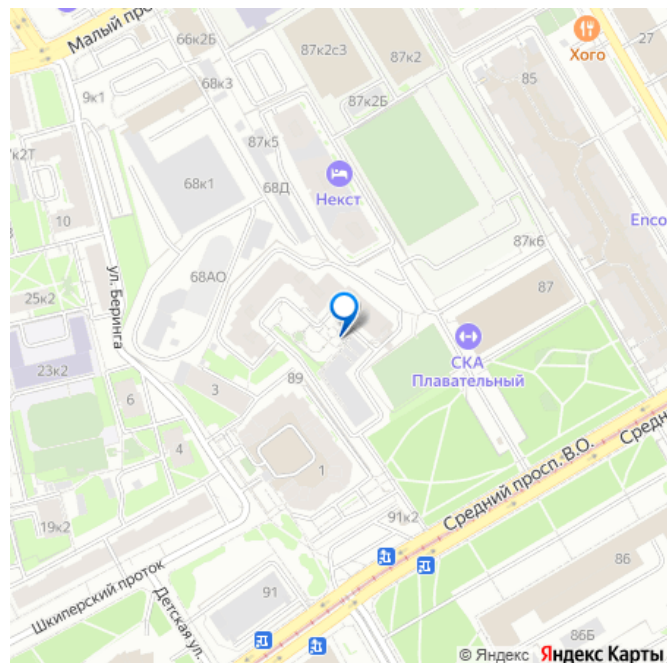 Малый про
66к2Б
87к2с3
87к2
Хого
27
85
68к3
87к2Б
9к1
87к5
к2Т
68к1
68Д
Некст
10
87к6
Enco
68АО
25к2
ул. Беринга
87
СКА
Плавательный
23к2
89
3
6
4
1
Средн
Средний просп. В.О.
91к2
19к2
86
Шкиперский проток
91
Детская ул.
86Б
© Яндекс Яндекс Карты